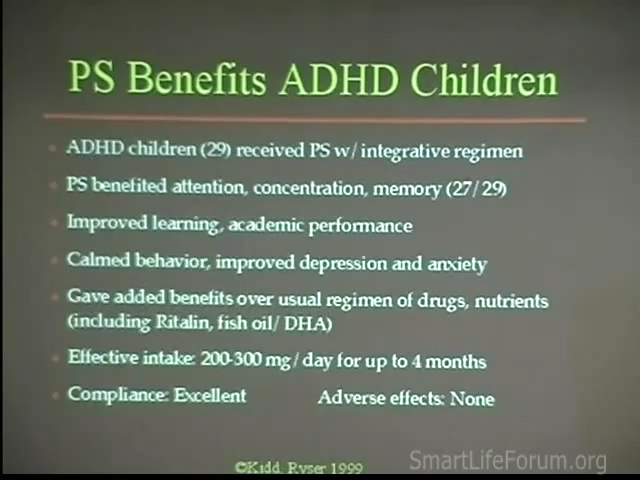 PS Benefits ADHD Children
ADHD children (29) received PS w/ integrative regimen
PS benefited attention, concentration, memory (27/29)
Improved learning, academic performance
Calmed behavior, improved depression and anxiety
Gave added benefits over usual regimen of drugs, nutrients
(including Ritalin, fish oil/ DHA)
Effective intake: 200-300 mg/day for up to 4 months
Compliance: Excellent Adverse effects: None
©Kidd, Ryser 1999
SmartLifeForum.org